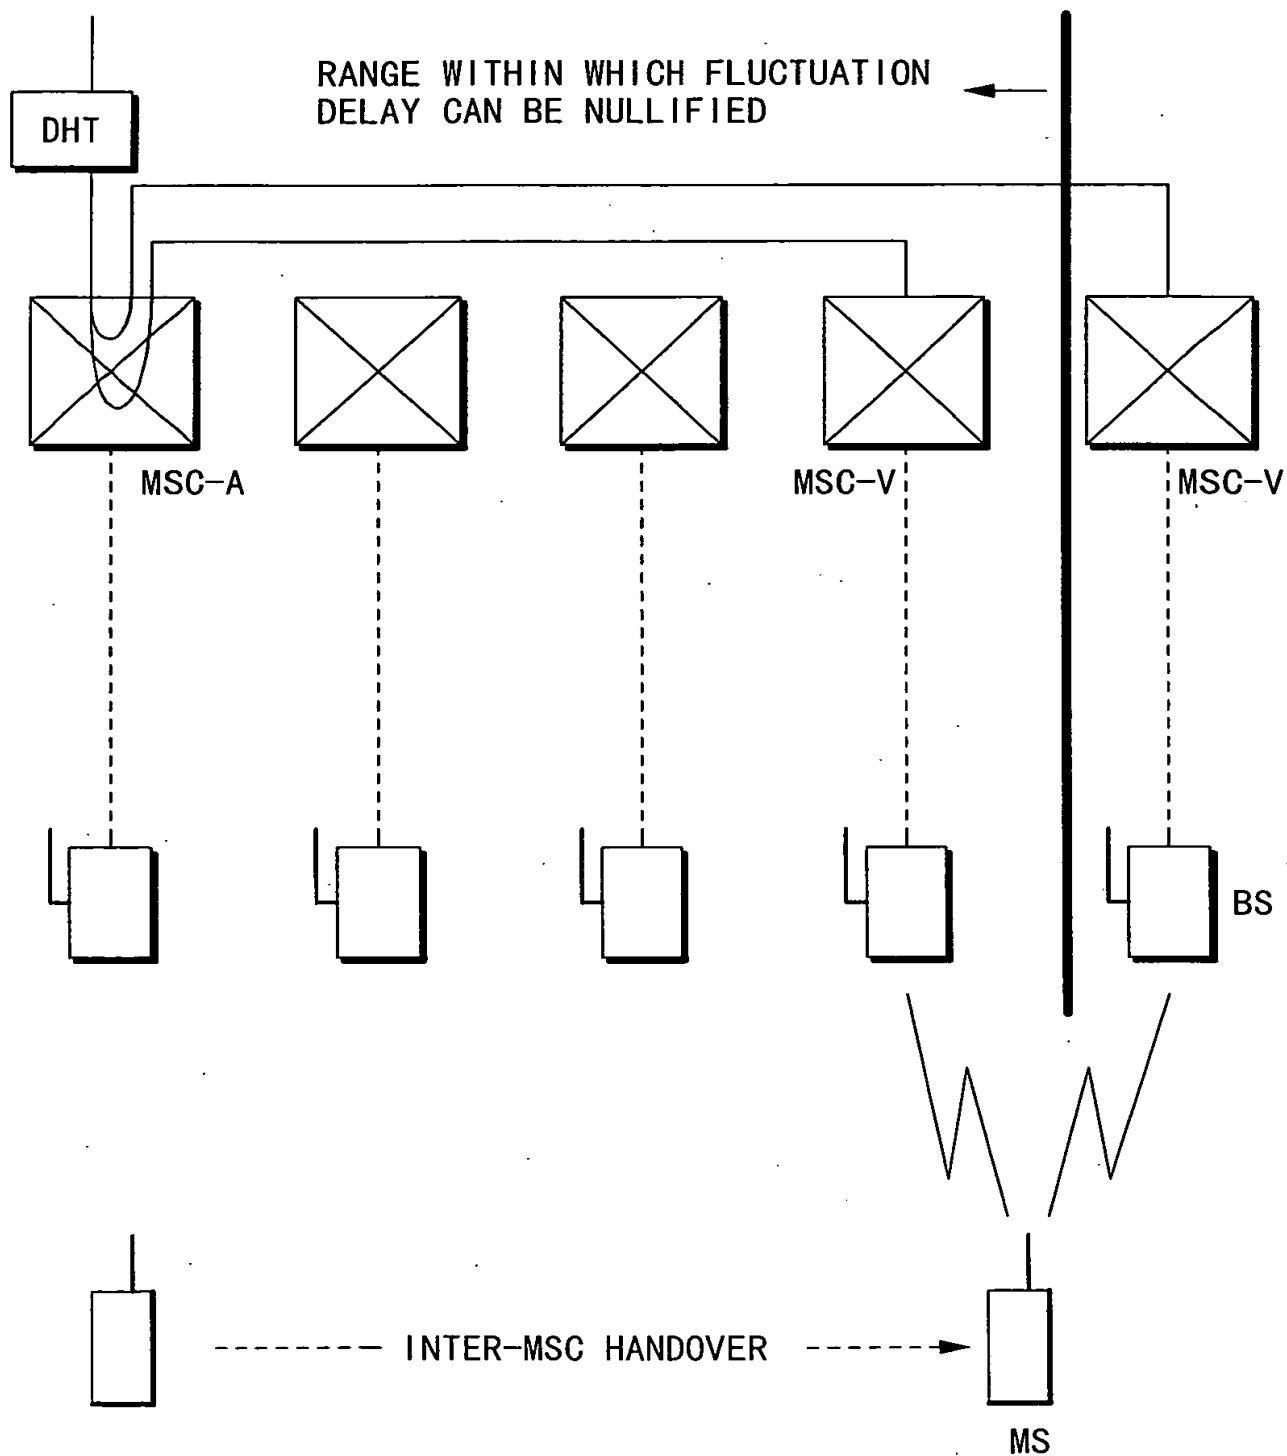 RANGE WITHIN WHICH FLUCTUATION
DELAY CAN BE NULLIFIED
DHT
MSC-A
MSC-V
MSC-V
BS
INTER-MSC HANDOVER
MS